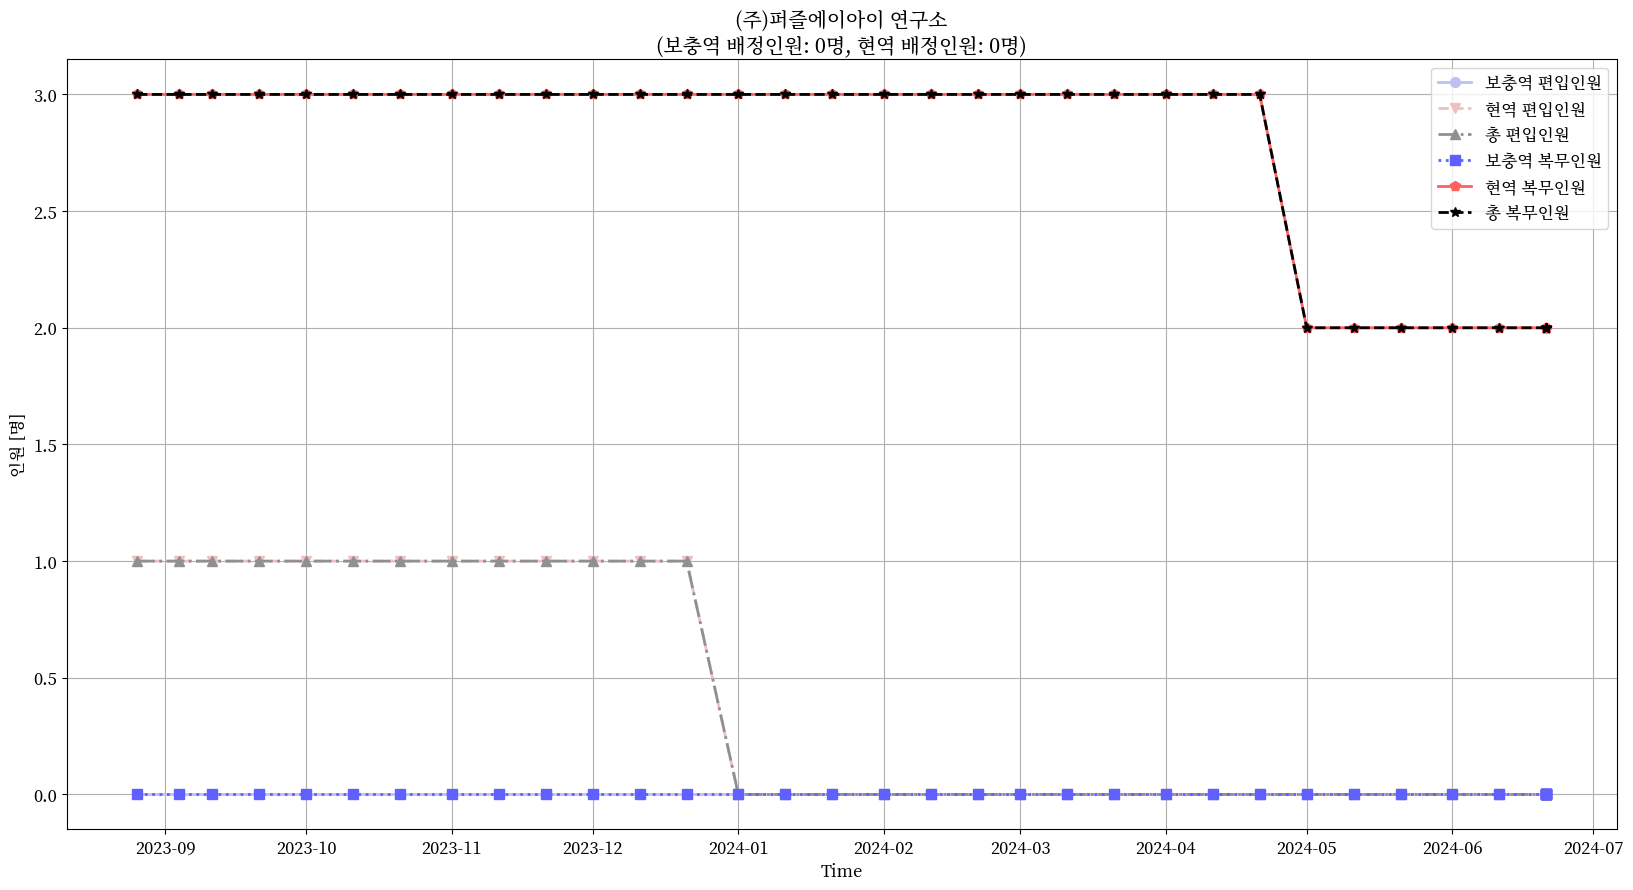 (주)퍼즐에이아이 연구소
(보충역 배정인원: 0명, 현역 배정인원: 0명)
보충역 편입인원
현역 편입인원
총 편입인원
보충역 복무인원
현역 복무인원
총 복무인원
3.0
2.5
2.0
1.5
1.0
0.5
0.0
인원 [명]
2023-09 2023-10 2023-11 2023-12 2024-01 2024-02 2024-03 2024-04 2024-05 2024-06 2024-07
Time